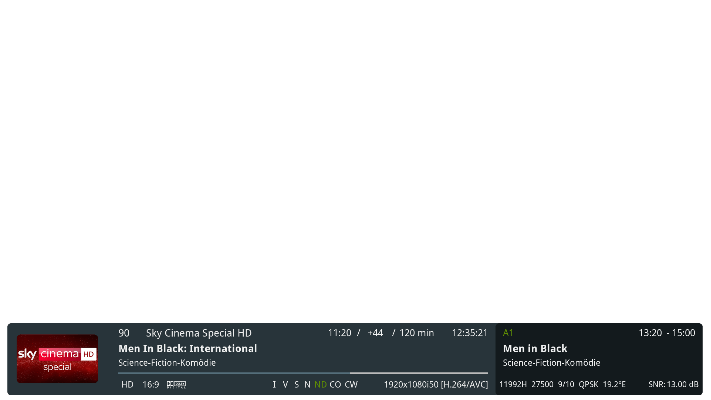 sky cinema HD
special
90 Sky Cinema Special HD 11:20 / +44 / 120 min 12:35:21
Men In Black: International
Science-Fiction-Komödie
HD 16:9 I V S N ND CO CW 1920x1080i50 [H.264/AVC]
A1 13:20 - 15:00
Men in Black
Science-Fiction-Komödie
11992H 27500 9/10 QPSK 19.2°E SNR: 13.00 dB